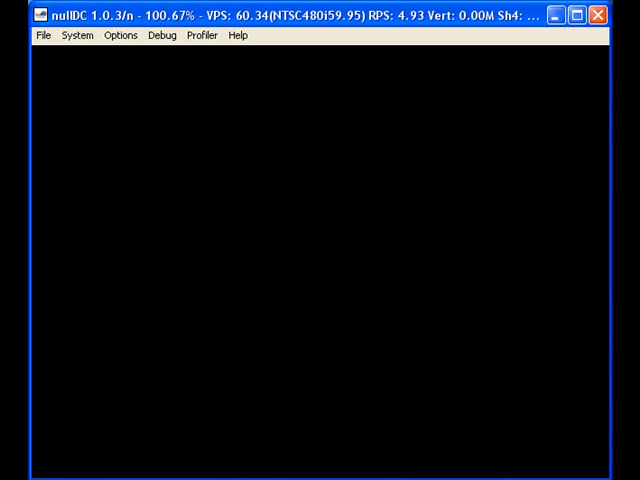 nullDC 1.0.3/n - 100.67% - VPS: 60.34(NTSC480i59.95) RPS: 4.93 Vert: 0.00M Sh4: ...
File System Options Debug Profiler Help